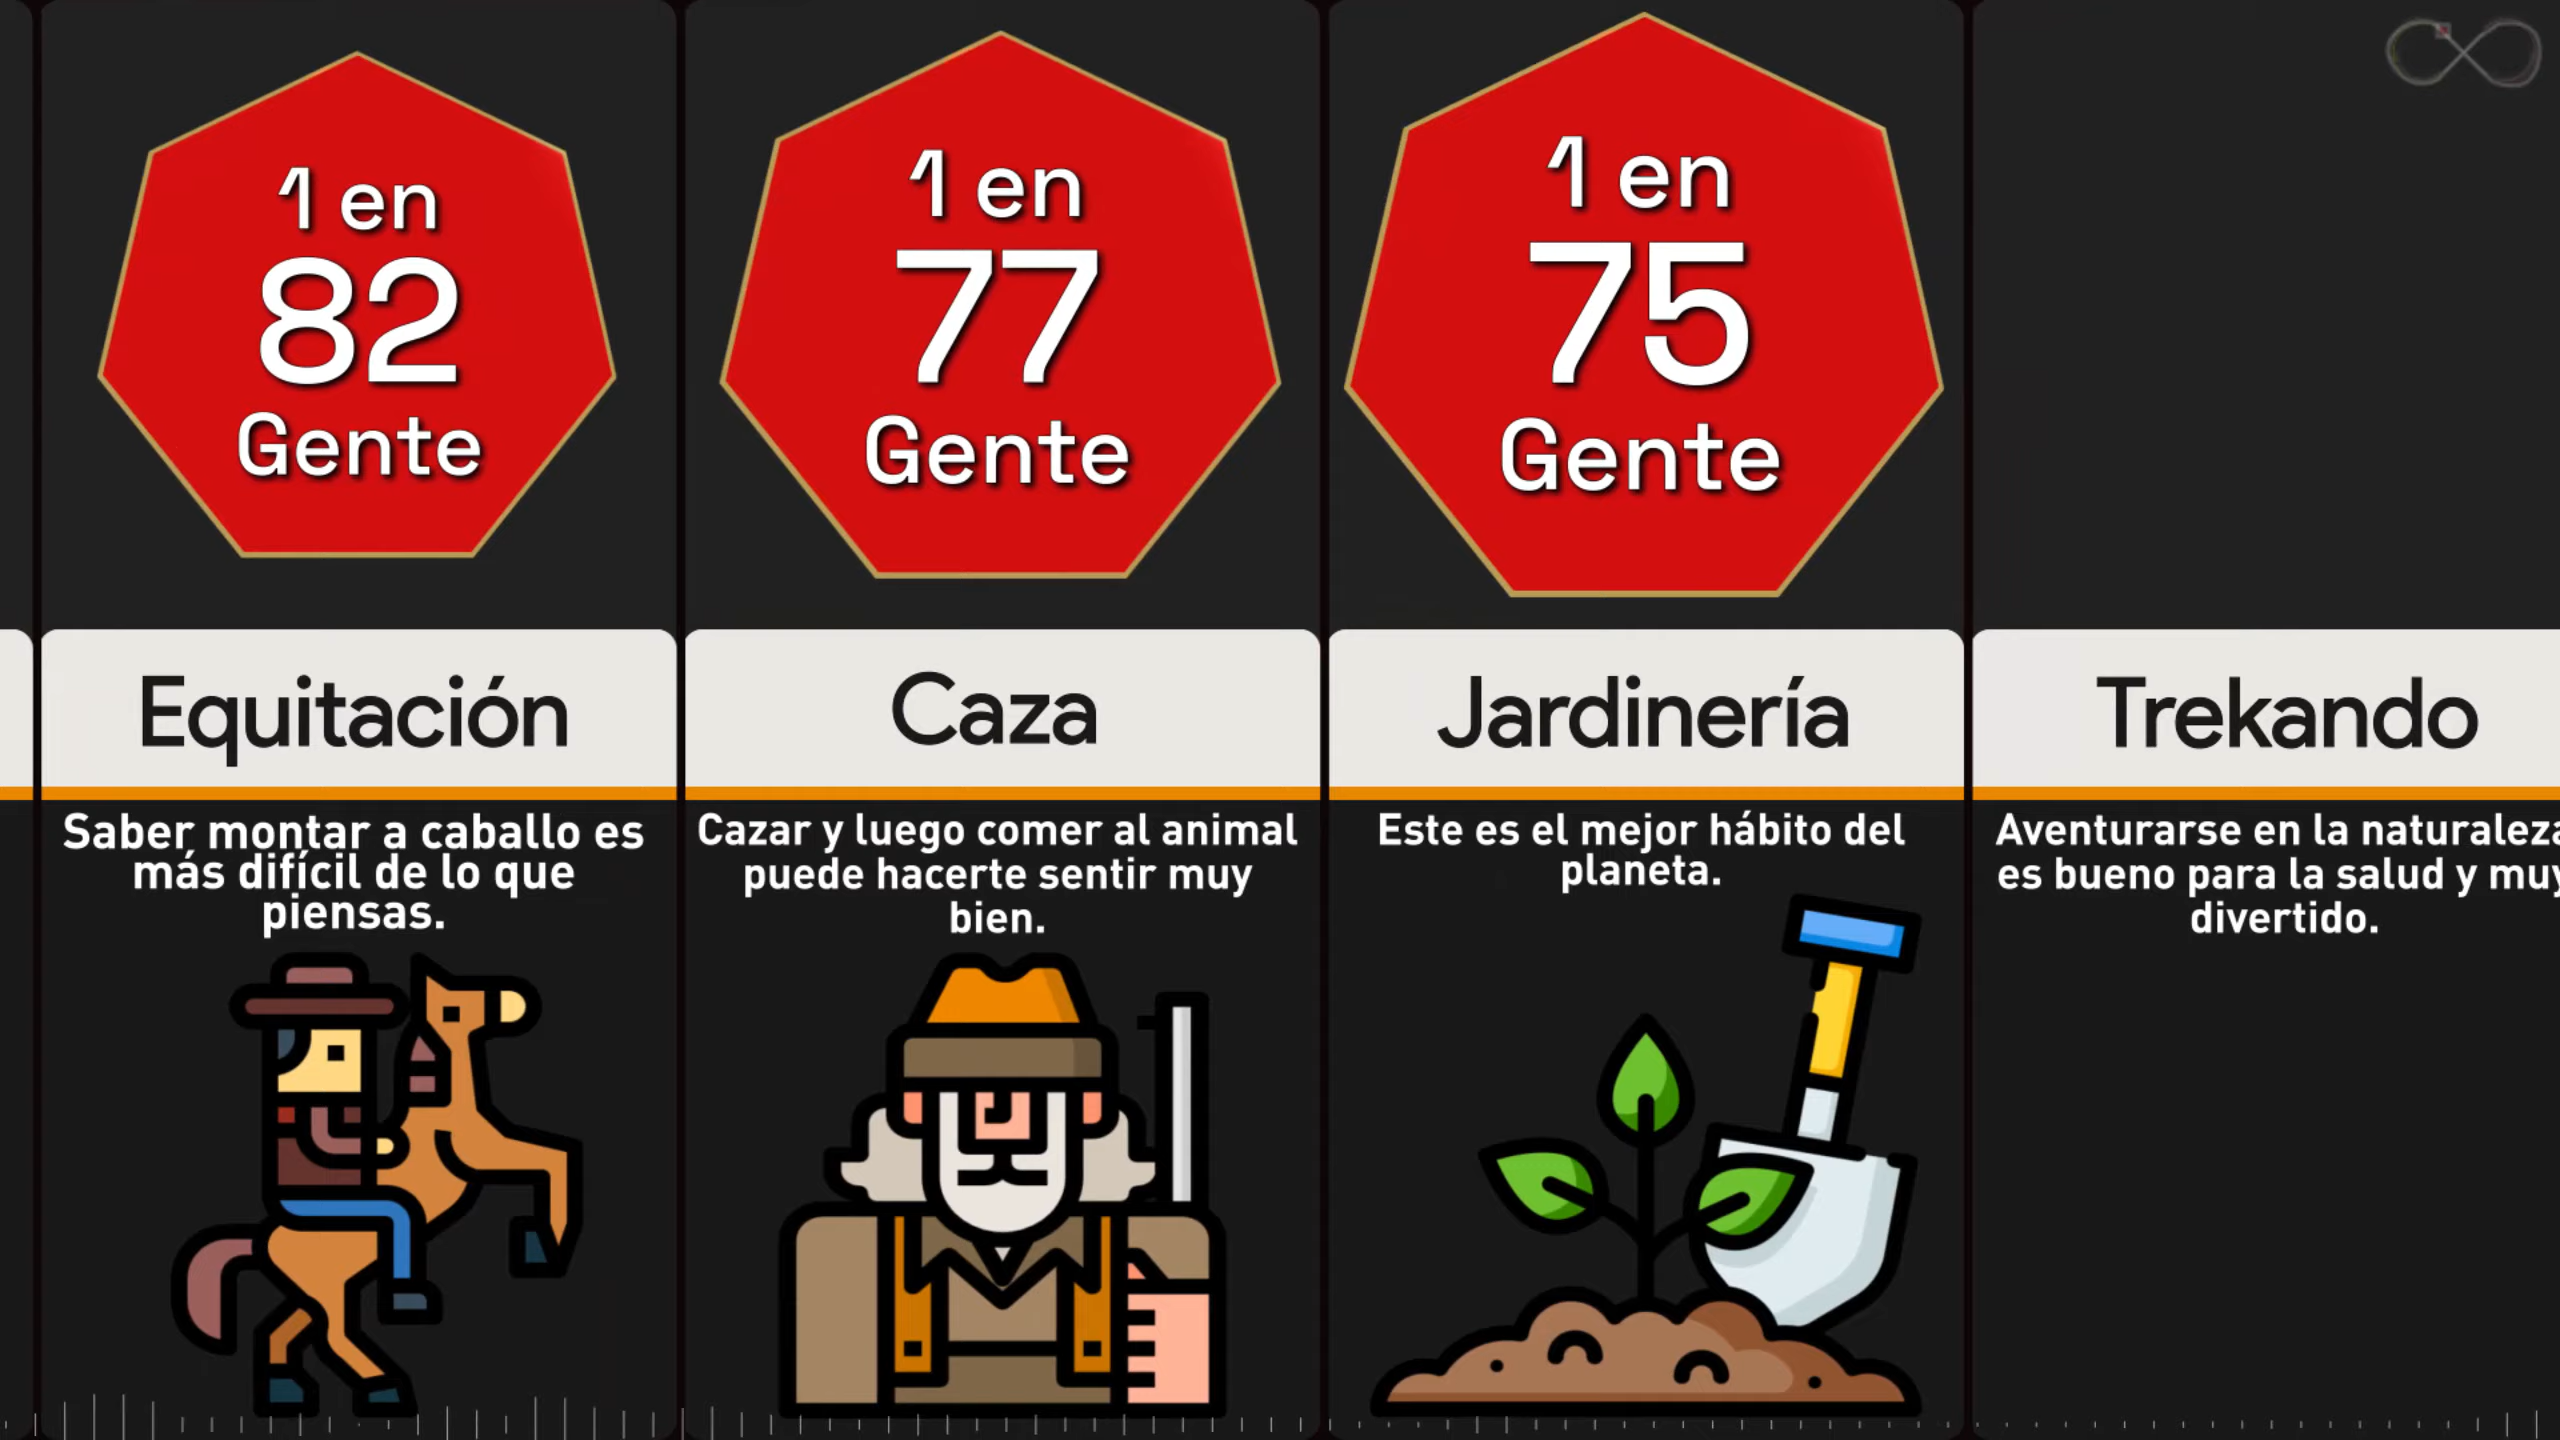 1 en
82
Gente
Equitación
Saber montar a caballo es
más difícil de lo que
piensas.
1 en
77
Gente
Caza
Cazar y luego comer al animal
puede hacerte sentir muy
bien.
1 en
75
Gente
Jardinería
Este es el mejor hábito del
planeta.
Trekando
Aventurarse en la naturaleza
es bueno para la salud y muy
divertido.